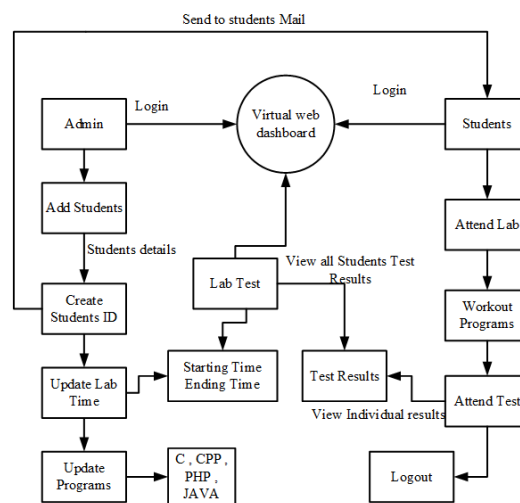 Send to students Mail
Login
Login
Virtual web
dashboard
Admin
Students
Add Students
Attend Lab
Students details
View all Students Test
Results
Lab Test
Create
Students ID
Workout
Programs
Starting Time
Ending Time
Test Results
Update Lab
Time
Attend Test
View Individual results
Update
Programs
C , CPP ,
PHP ,
JAVA
Logout